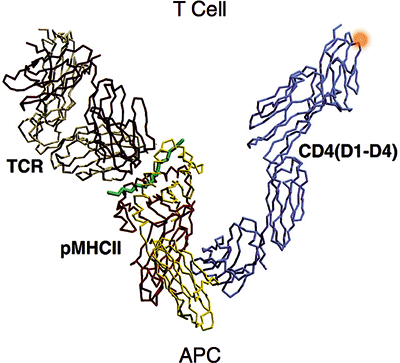 T Cell
TCR
CD4(D1-D4)
pMHCII
APC